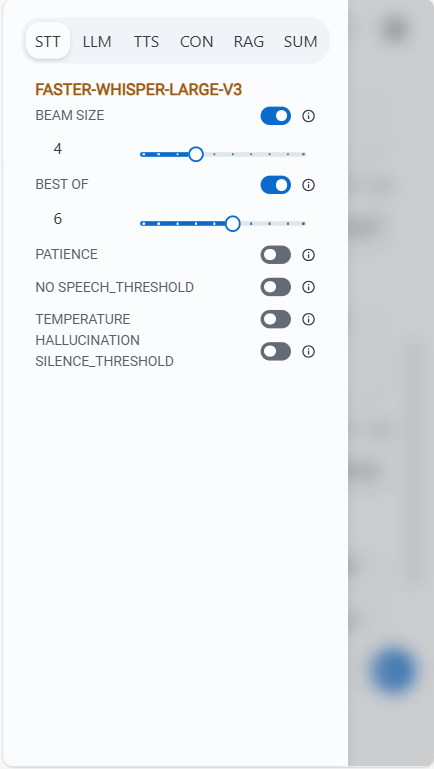 STT LLM TTS CON RAG SUM
FASTER-WHISPER-LARGE-V3
BEAM SIZE
4
BEST OF
6
PATIENCE
NO SPEECH_THRESHOLD
TEMPERATURE
HALLUCINATION
SILENCE_THRESHOLD